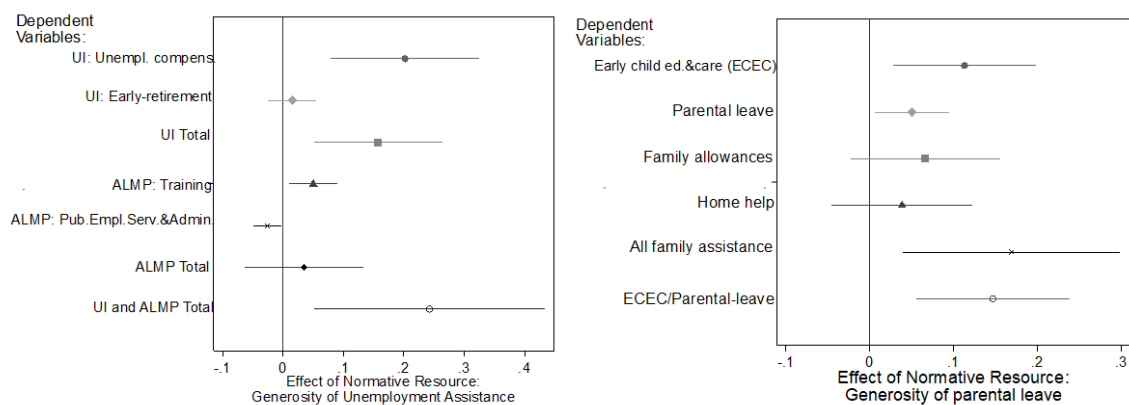 Dependent
Variables:
UI: Unempl. compens.
UI: Early-retirement
UI Total
ALMP: Training
ALMP: Pub.Empl.Serv.&Admin.
ALMP Total
UI and ALMP Total
-.1 0 .1 .2 .3 .4
Effect of Normative Resource:
Generosity of Unemployment Assistance
Dependent
Variables:
Early child ed.&care (ECEC)
Parental leave
Family allowances
Home help
All family assistance
ECEC/Parental-leave
-.1 0 .1 .2 .3
Effect of Normative Resource:
Generosity of parental leave